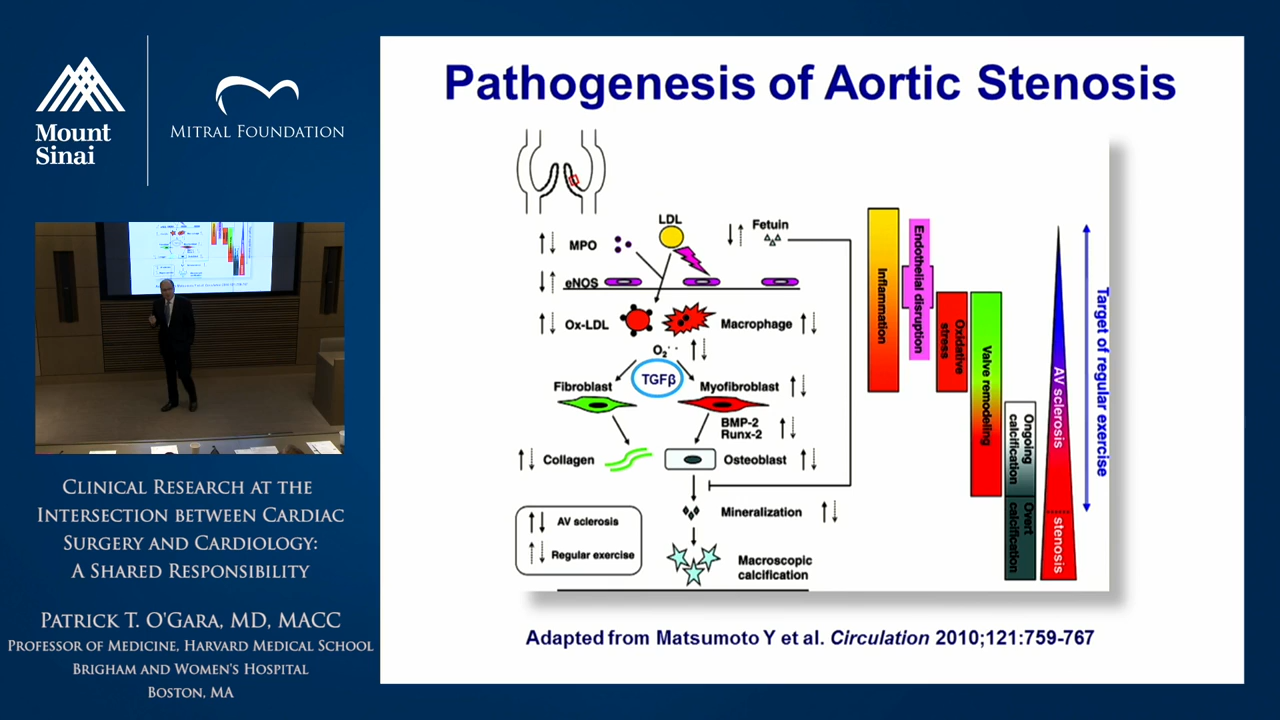 Mount
Sinai
MITRAL FOUNDATION
CLINICAL RESEARCH AT THE
INTERSECTION BETWEEN CARDIAC
SURGERY AND CARDIOLOGY:
A SHARED RESPONSIBILITY
PATRICK T. O'GARA, MD, MACC
PROFESSOR OF MEDICINE, HARVARD MEDICAL SCHOOL
BRIGHAM AND WOMEN'S HOSPITAL
BOSTON, MA
Pathogenesis of Aortic Stenosis
LDL
Fetuin
MPO
eNOS
Ox-LDL
Macrophage
O₂·-
TGFβ
Fibroblast
Myofibroblast
BMP-2
Runx-2
Collagen
Osteoblast
Mineralization
AV sclerosis
Regular exercise
Macroscopic
calcification
Inflammation
Endothelial disruption
Oxidative
stress
Valve remodeling
Ongoing
calcification
Overt
calcification
AV sclerosis
stenosis
Target of regular exercise
Adapted from Matsumoto Y et al. Circulation 2010;121:759-767